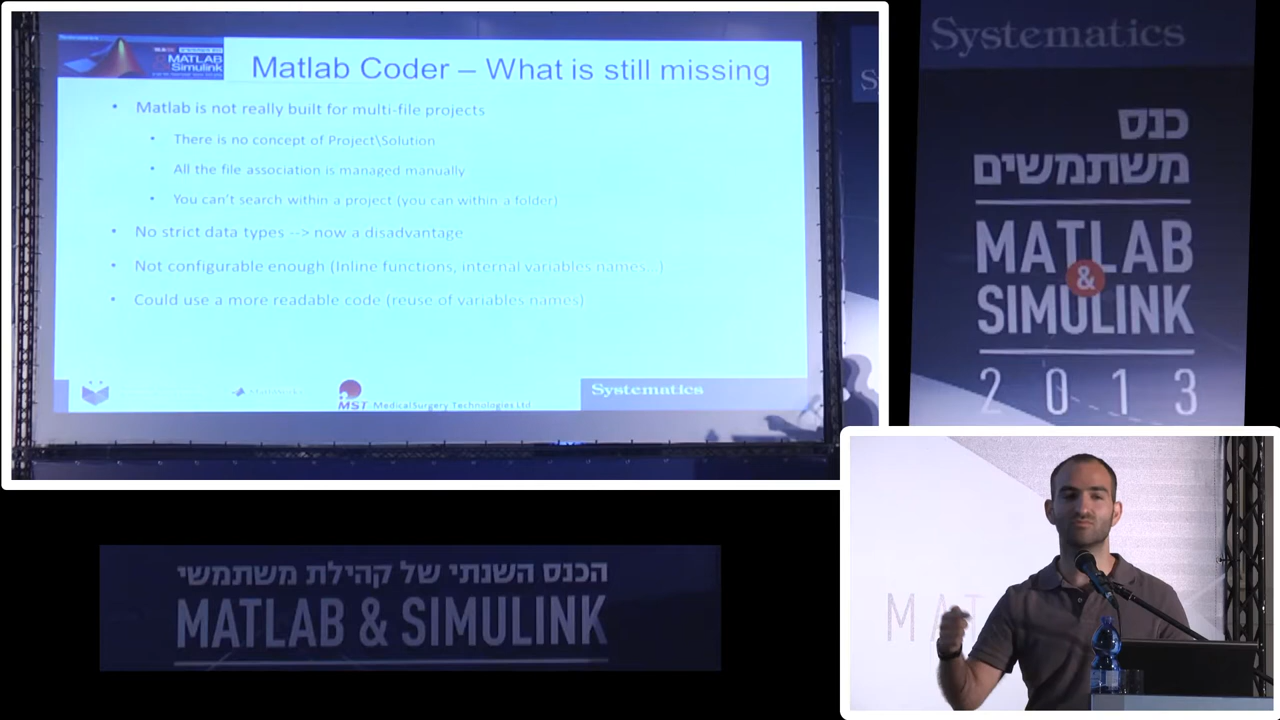 MATLAB
Simulink
Matlab Coder – What is still missing
• Matlab is not really built for multi-file projects
• There is no concept of Project\Solution
• All the file association is managed manually
• You can't search within a project (you can within a folder)
• No strict data types --> now a disadvantage
• Not configurable enough (Inline functions, internal variables names...)
• Could use a more readable code (reuse of variables names)
MathWorks
MST MedicalSurgery Technologies Ltd
Systematics
S
Systematics
כנס
משתמשים
MATLAB
&
SIMULINK
2013
הכנס השנתי של קהילת משתמשי
MATLAB & SIMULINK
MAT